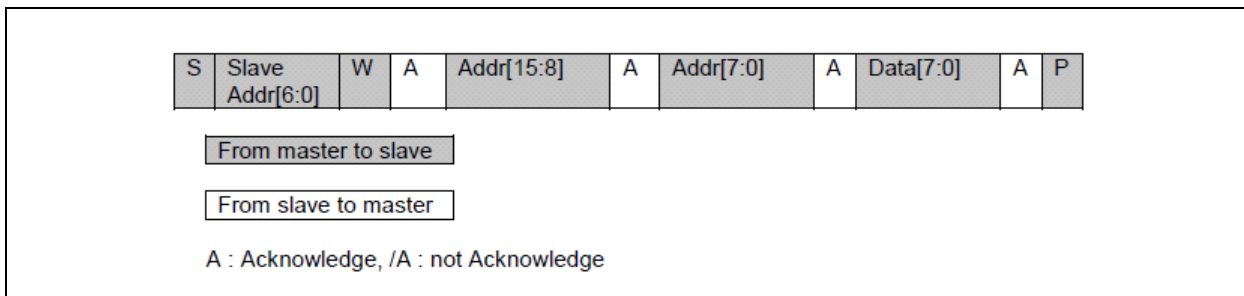 S Slave W A Addr[15:8] A Addr[7:0] A Data[7:0] A P
Addr[6:0]
From master to slave
From slave to master
A : Acknowledge, /A : not Acknowledge